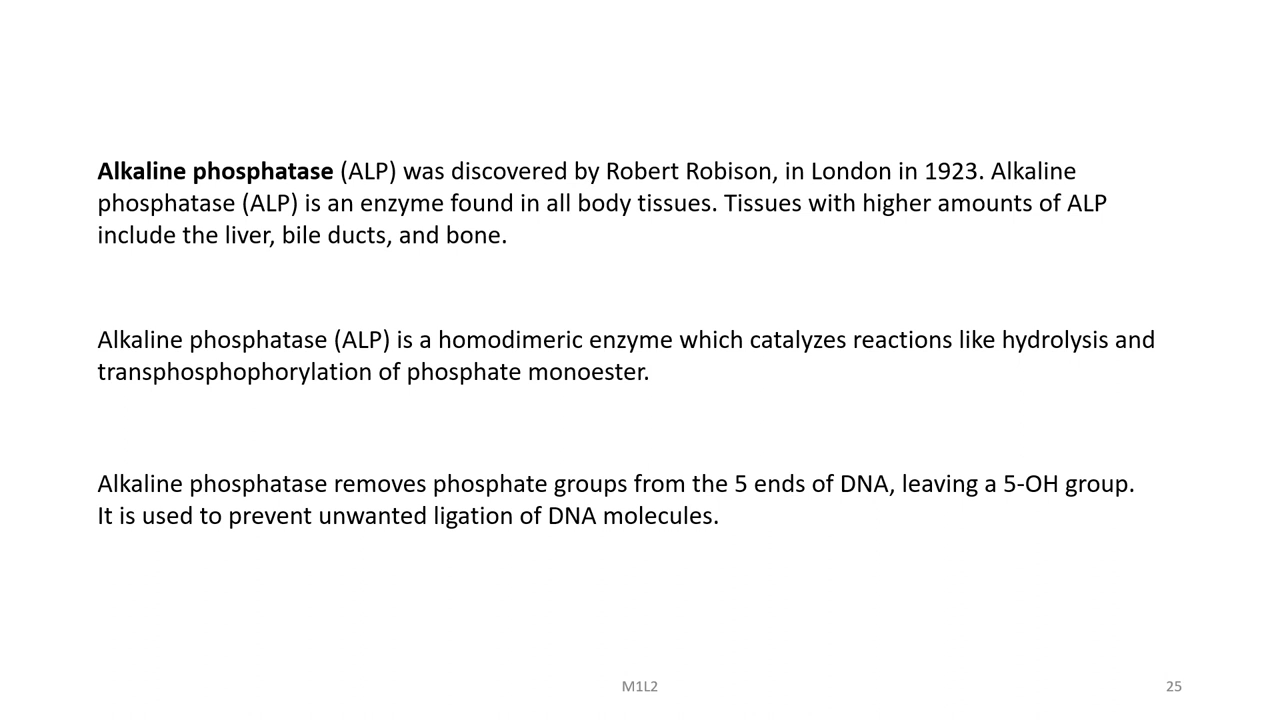 Alkaline phosphatase (ALP) was discovered by Robert Robison, in London in 1923. Alkaline
phosphatase (ALP) is an enzyme found in all body tissues. Tissues with higher amounts of ALP
include the liver, bile ducts, and bone.
Alkaline phosphatase (ALP) is a homodimeric enzyme which catalyzes reactions like hydrolysis and
transphosphophorylation of phosphate monoester.
Alkaline phosphatase removes phosphate groups from the 5 ends of DNA, leaving a 5-OH group.
It is used to prevent unwanted ligation of DNA molecules.
M1L2
25